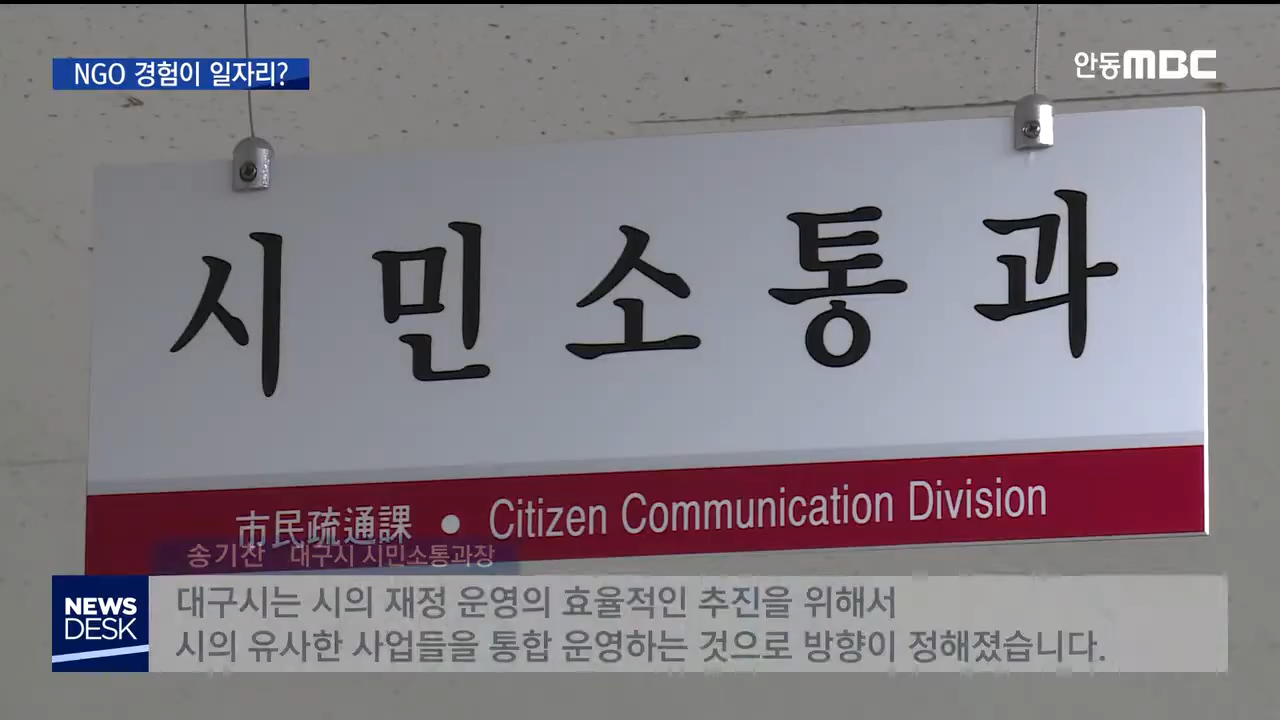 NGO 경험이 일자리?
안동MBC
시민소통과
市民疏通課 • Citizen Communication Division
송기찬 대구시 시민소통과장
NEWS DESK
대구시는 시의 재정 운영의 효율적인 추진을 위해서
시의 유사한 사업들을 통합 운영하는 것으로 방향이 정해졌습니다.